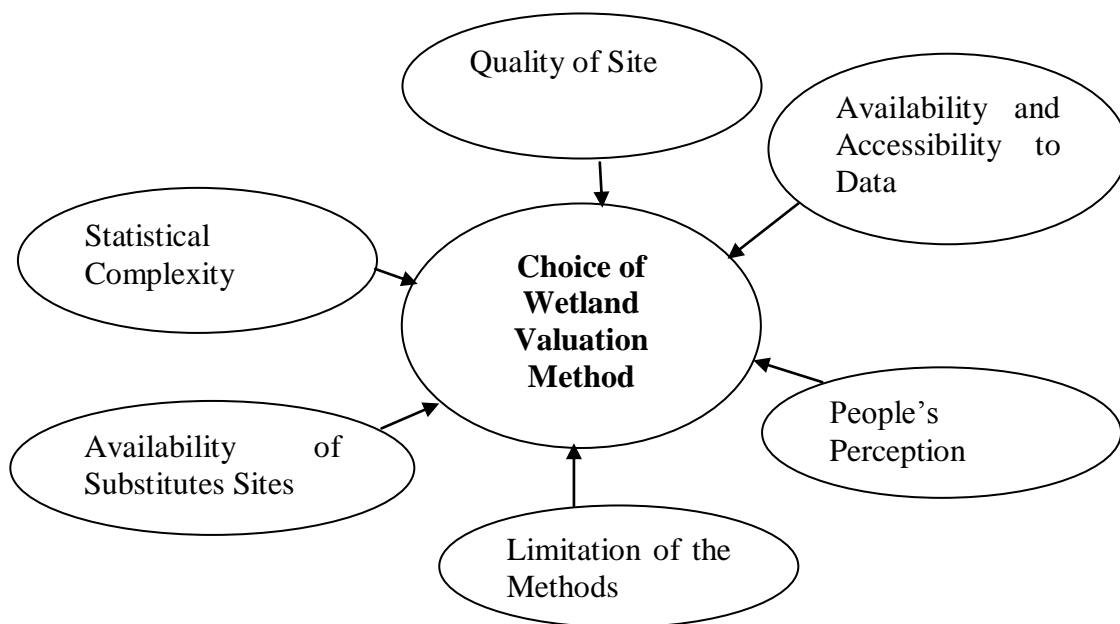 Quality of Site
Availability and
Accessibility to
Data
Statistical
Complexity
Choice of
Wetland
Valuation
Method
People's
Perception
Availability of
Substitutes Sites
Limitation of the
Methods